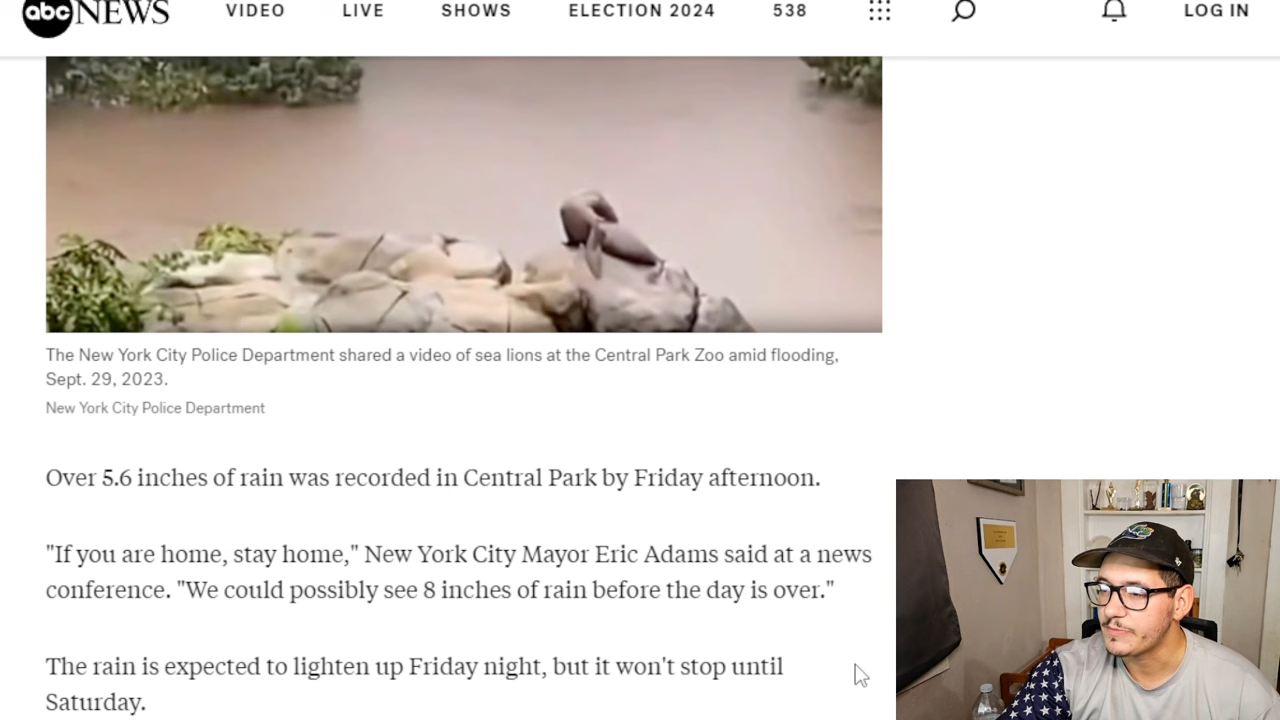 abc NEWS VIDEO LIVE SHOWS ELECTION 2024 538 LOG IN
The New York City Police Department shared a video of sea lions at the Central Park Zoo amid flooding,
Sept. 29, 2023.
New York City Police Department
Over 5.6 inches of rain was recorded in Central Park by Friday afternoon.
"If you are home, stay home," New York City Mayor Eric Adams said at a news
conference. "We could possibly see 8 inches of rain before the day is over."
The rain is expected to lighten up Friday night, but it won't stop until
Saturday.